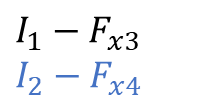 I₁ − Fₓ₃
I₂ − Fₓ₄